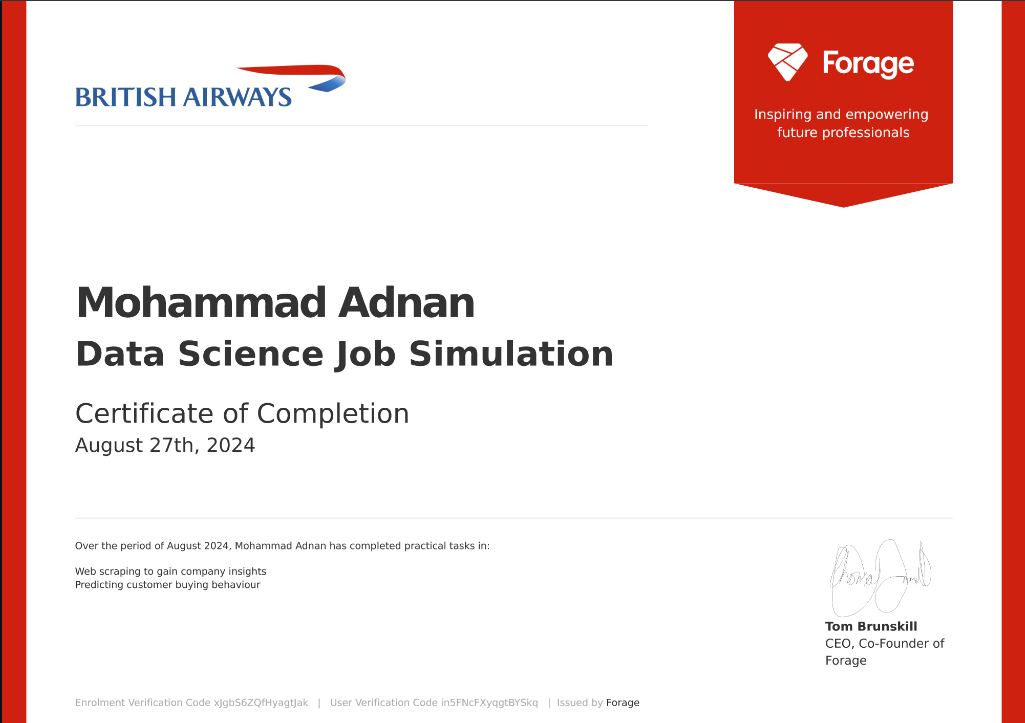 BRITISH AIRWAYS
Forage
Inspiring and empowering
future professionals
Mohammad Adnan
Data Science Job Simulation
Certificate of Completion
August 27th, 2024
Over the period of August 2024, Mohammad Adnan has completed practical tasks in:
Web scraping to gain company insights
Predicting customer buying behaviour
Tom Brunskill
CEO, Co-Founder of
Forage
Enrolment Verification Code xJgbS6ZQfHyagtJak | User Verification Code in5FNcFXyqgtBYSkq | Issued by Forage